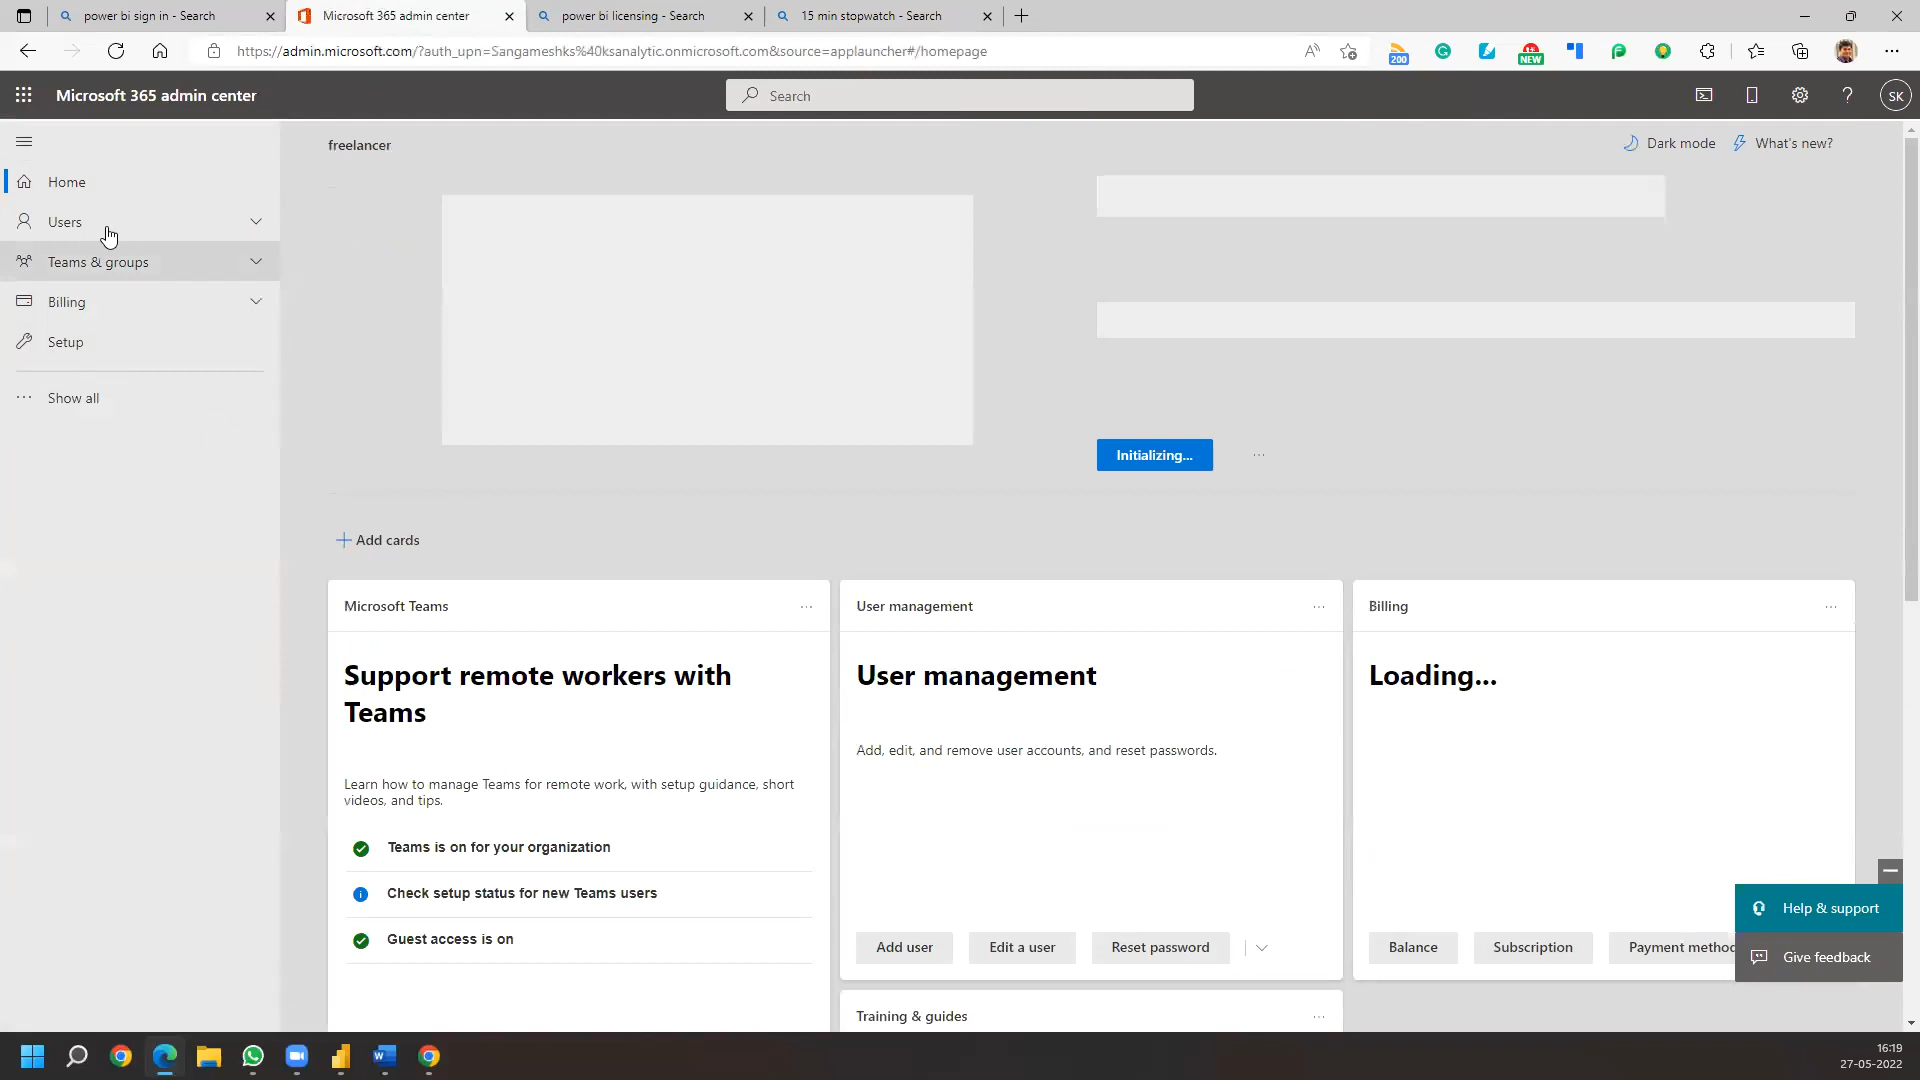 power bi sign in - Search
Microsoft 365 admin center
power bi licensing - Search
15 min stopwatch - Search
https://admin.microsoft.com/?auth_upn=Sangameshks%40ksanalytic.onmicrosoft.com&source=applauncher#/homepage
200
NEW
Microsoft 365 admin center
Search
SK
freelancer
Dark mode
What's new?
Home
Users
Teams & groups
Billing
Setup
Show all
Initializing...
Add cards
Microsoft Teams
Support remote workers with
Teams
Learn how to manage Teams for remote work, with setup guidance, short
videos, and tips.
Teams is on for your organization
Check setup status for new Teams users
Guest access is on
User management
User management
Add, edit, and remove user accounts, and reset passwords.
Add user
Edit a user
Reset password
Billing
Loading...
Balance
Subscription
Payment metho
Training & guides
Help & support
Give feedback
16:19
27-05-2022